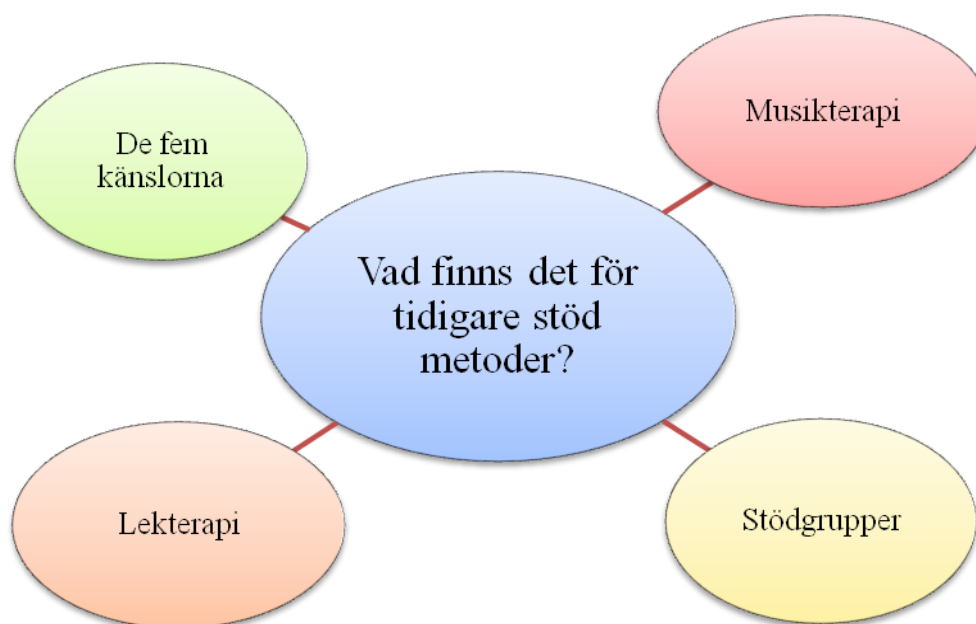 De fem
känslorna
Musikterapi
Vad finns det för
tidigare stöd
metoder?
Lekterapi
Stödgrupper